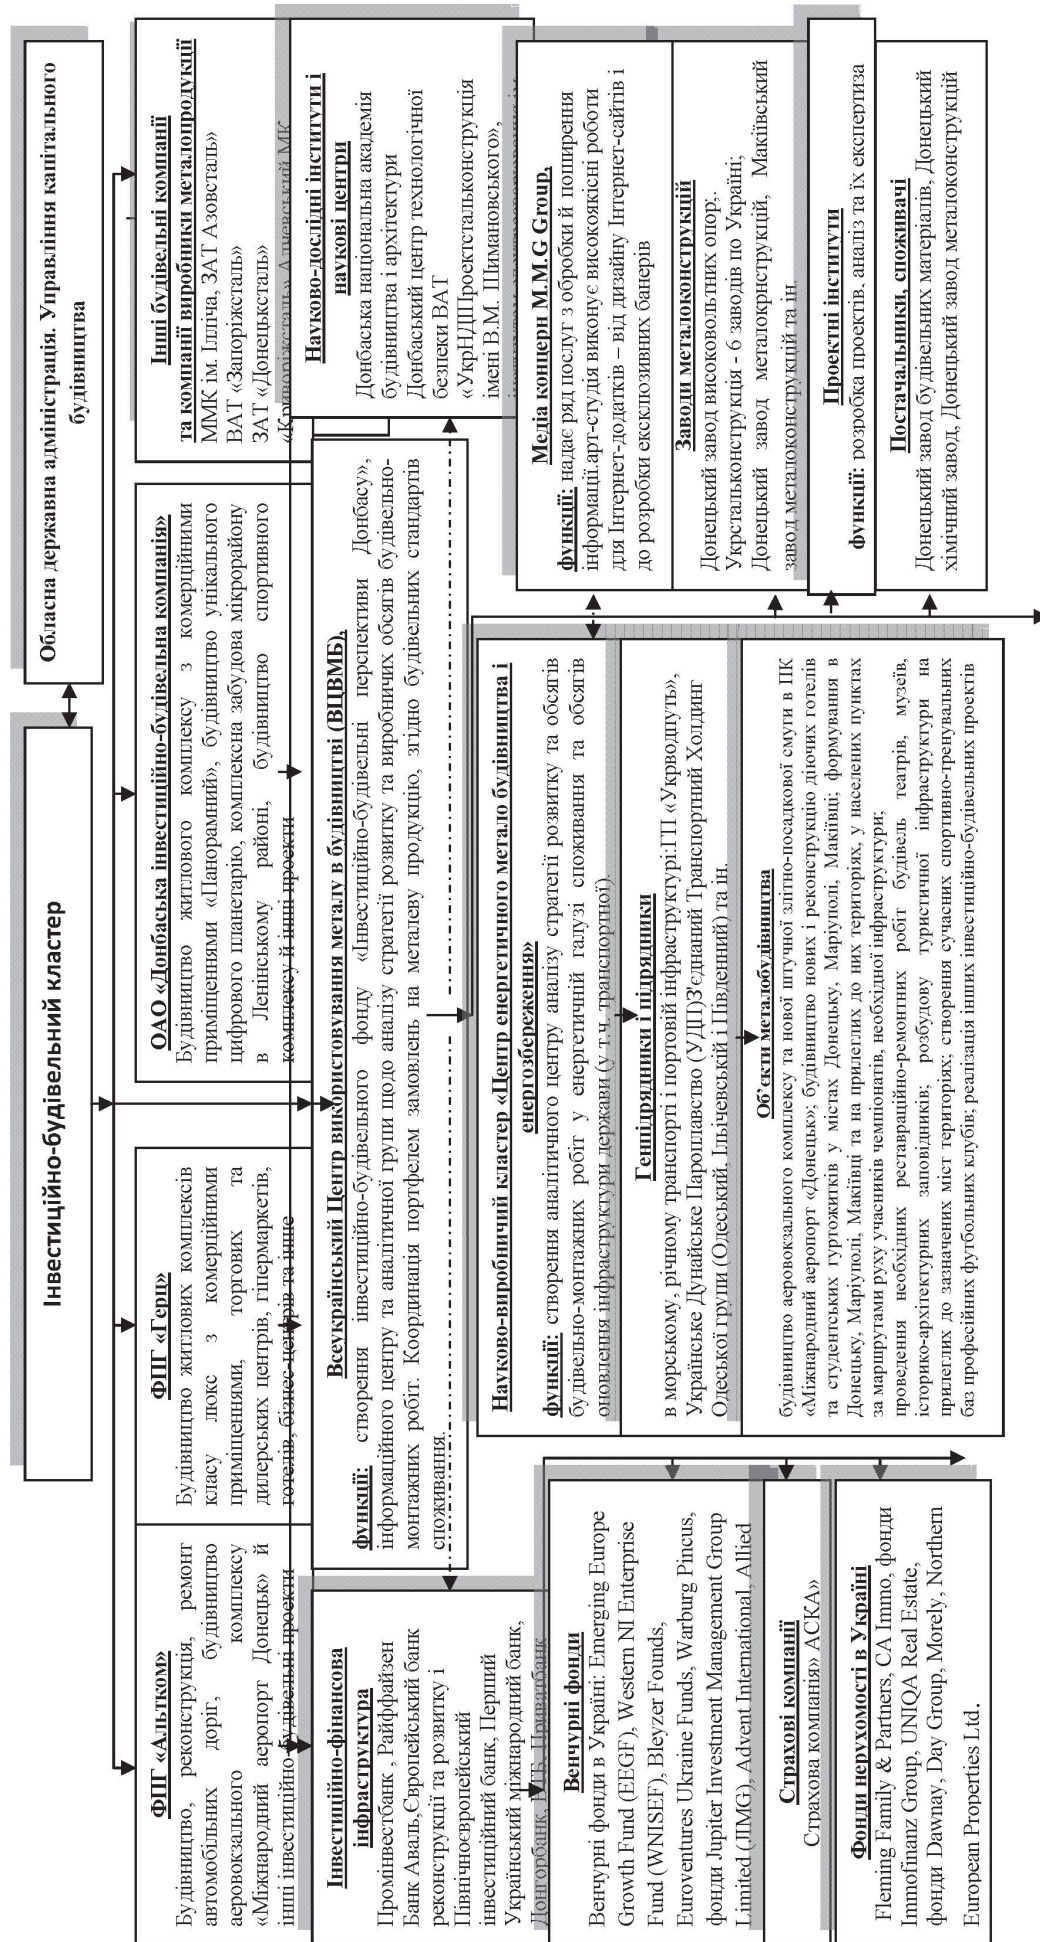 Інвестиційно-будівельний кластер
Обласна державна адміністрація. Управління капітального
будівництва
ФПГ «Альтком»
Будівництво, реконструкція, ремонт
автомобільних доріг, будівництво
аеровокзального комплексу
«Міжнародний аеропорт Донецьк» й
інші інвестиційно-будівельні проекти
ФПГ «Герц»
Будівництво житлових комплексів
класу люкс з комерційними
приміщеннями, торгових та
дилерських центрів, гіпермаркетів,
готелів, бізнес-центрів та інше
ОАО «Донбаська інвестиційно-будівельна компанія»
Будівництво житлового комплексу з комерційними
приміщеннями «Панорамний», будівництво унікального
цифрового планетарію, комплексна забудова мікрорайону
в Ленінському районі, будівництво спортивного
комплексу й інші проекти
Інші будівельні компанії
та компанії виробники металопродукції
ММК ім. Ілліча, ЗАТ Азовсталь»
ВАТ «Запоріжсталь»
ЗАТ «Донецьксталь»
«Криворіжсталь» Алчевський МК
Інвестиційно-фінансова
інфраструктура
Промінвестбанк , Райффайзен
Банк Аваль,Європейський банк
реконструкції та розвитку і
Північноєвропейський
інвестиційний банк, Перший
Український міжнародний банк,
Донгорбанк, ВТБ, Приватбанк
Всеукраїнський Центр використовування металу в будівництві (ВЦВМБ),
функції: створення інвестиційно-будівельного фонду «Інвестиційно-будівельні перспективи Донбасу»,
інформаційного центру та аналітичної групи щодо аналізу стратегії розвитку та виробничих обсягів будівельно-
монтажних робіт. Координація портфелем замовлень на металеву продукцію, згідно будівельних стандартів
споживання.
Науково-дослідні інститути і
наукові центри
Донбаська національна академія
будівництва і архітектури
Донбаський центр технологічної
безпеки ВАТ
«УкрНДІПроектстальконструкція
імені В.М. Шимановського»,
Венчурні фонди
Венчурні фонди в Україні: Emerging Europe
Growth Fund (EEGF), Western NI Enterprise
Fund (WNISEF), Bleyzer Founds,
Euroventures Ukraine Funds, Warburg Pincus,
фонди Jupiter Investment Management Group
Limited (JIMG), Advent International, Allied
Страхові компанії
Страхова компанія» АСКА»
Фонди нерухомості в Україні
Fleming Family & Partners, CA Immo, фонди
Immofinanz Group, UNIQA Real Estate,
фонди Dawnay, Day Group, Morely, Northern
European Properties Ltd.
Науково-виробничий кластер «Центр енергетичного метало будівництва і
енергозбереження»
функції: створення аналітичного центру аналізу стратегії розвитку та обсягів
будівельно-монтажних робіт у енергетичній галузі споживання та обсягів
оновлення інфраструктури держави (у т.ч. транспортної).
Генпідрядники і підрядники
в морському, річному транспорті і портовій інфраструктурі:ГП «Укрводпуть»,
Українське Дунайське Пароплавство (УДП)З'єднаний Транспортний Холдинг
Одеської групи (Одеський, Ільічевській і Південний) та ін.
Об'єкти металобудівництва
будівництво аеровокзального комплексу та нової штучної злітно-посадкової смуги в ПК
«Міжнародний аеропорт «Донецьк»; будівництво нових і реконструкцію діючих готелів
та студентських гуртожитків у містах Донецьку, Маріуполі, Макіївці; формування в
Донецьку, Маріуполі, Макіївці та на прилеглих до них територіях, у населених пунктах
за маршрутами руху учасників чемпіонатів, необхідної інфраструктури;
проведення необхідних реставраційно-ремонтних робіт будівель театрів, музеїв,
історико-архітектурних заповідників; розбудову туристичної інфраструктури на
прилеглих до зазначених міст територіях; створення сучасних спортивно-тренувальних
баз професійних футбольних клубів; реалізація інших інвестиційно-будівельних проектів
Медіа концерн M.M.G Group,
функції: надає ряд послуг з обробки й поширення
інформації.арт-студія виконує високоякісні роботи
для Інтернет-додатків – від дизайну Інтернет-сайтів і
до розробки ексклюзивних банерів
Заводи металоконструкцій
Донецький завод високовольтних опор;.
Укрстальконструкція - 6 заводів по Україні;
Донецький завод металокрнструкцій, Макіївський
завод металоконструкцій та ін.
Проектні інститути
функції: розробка проектів, аналіз та їх експертиза
Постачальники, споживачі
Донецький завод будівельних матеріалів, Донецький
хімічний завод, Донецький завод металоконструкцій